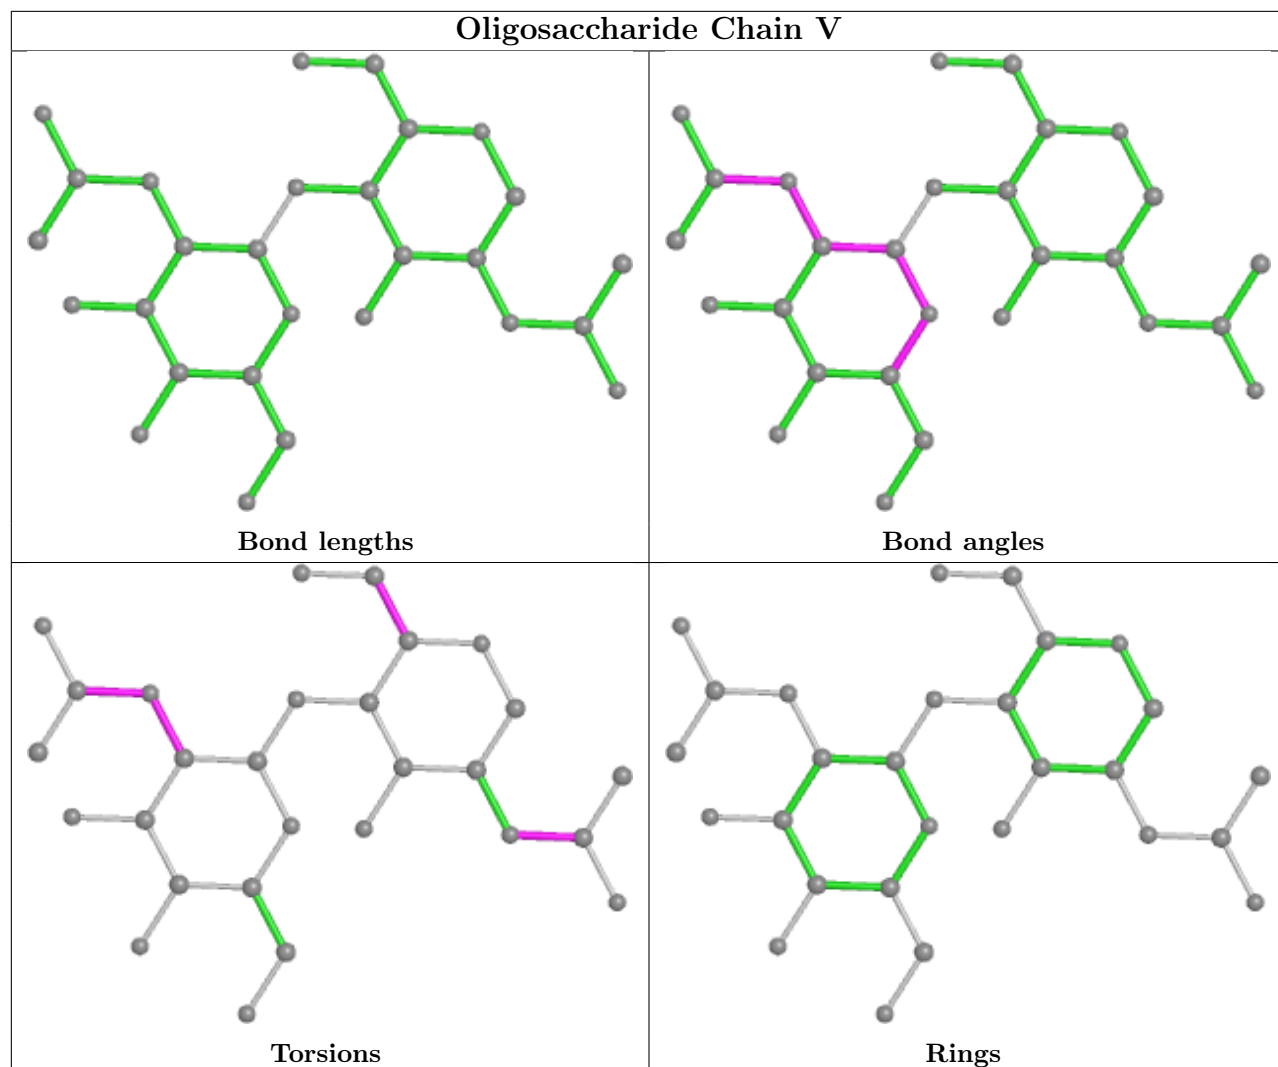 Oligosaccharide Chain V
Bond lengths
Bond angles
Torsions
Rings